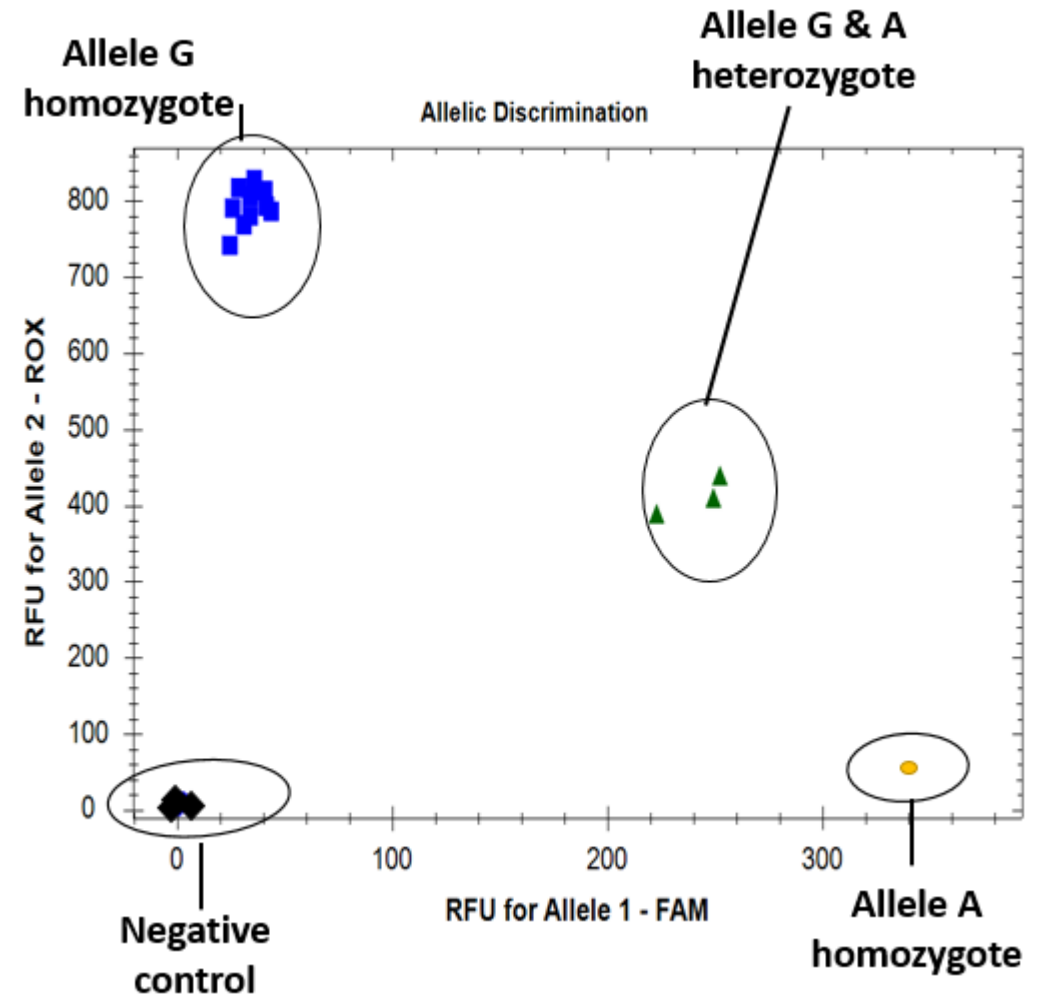 Allele G
homozygote
Allele G & A
heterozygote
Allelic Discrimination
RFU for Allele 2 - ROX
800
700
600
500
400
300
200
100
0
0 100 200 300
RFU for Allele 1 - FAM
Negative
control
Allele A
homozygote